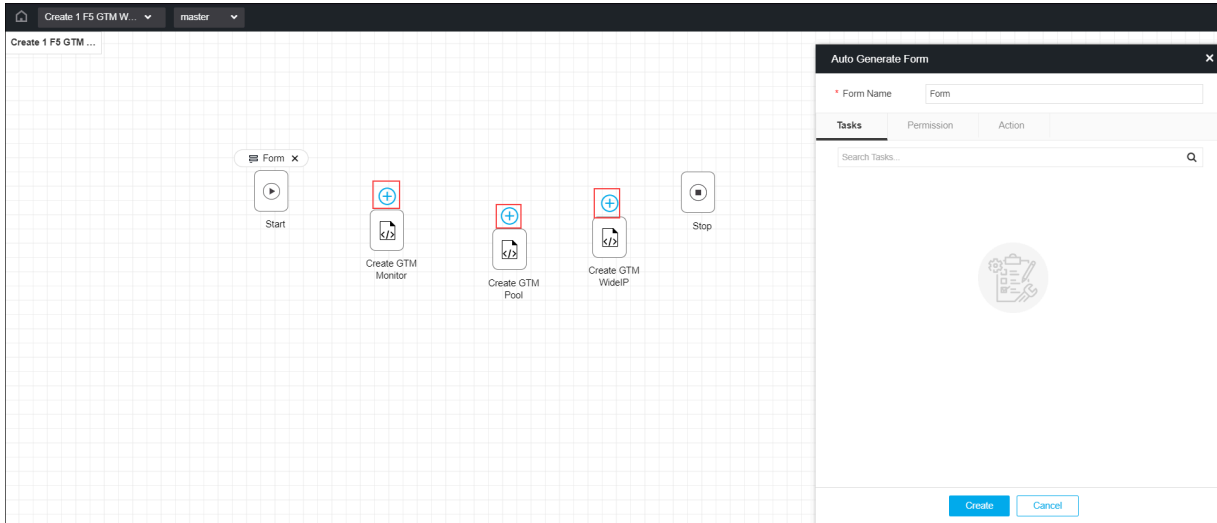 Create 1 F5 GTM W... master
Create 1 F5 GTM ...
Auto Generate Form
* Form Name Form
Tasks Permission Action
Search Tasks...
Form
Start
Create GTM
Monitor
Create GTM
Pool
Create GTM
WideIP
Stop
Create Cancel